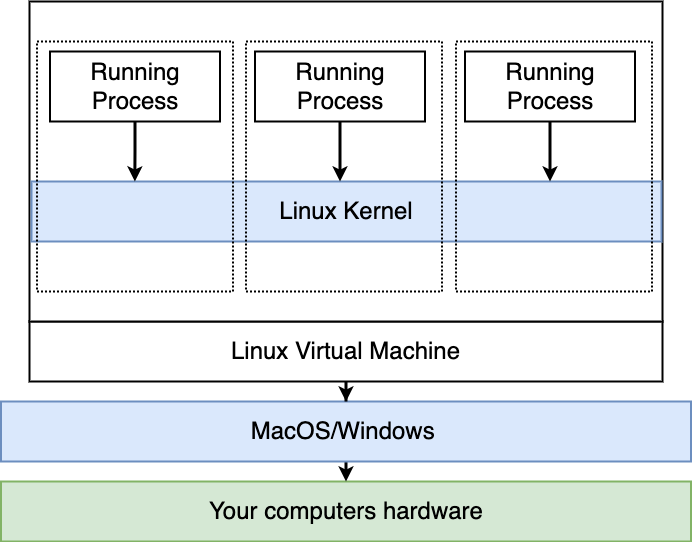 Running
Process
Running
Process
Running
Process
Linux Kernel
Linux Virtual Machine
MacOS/Windows
Your computers hardware